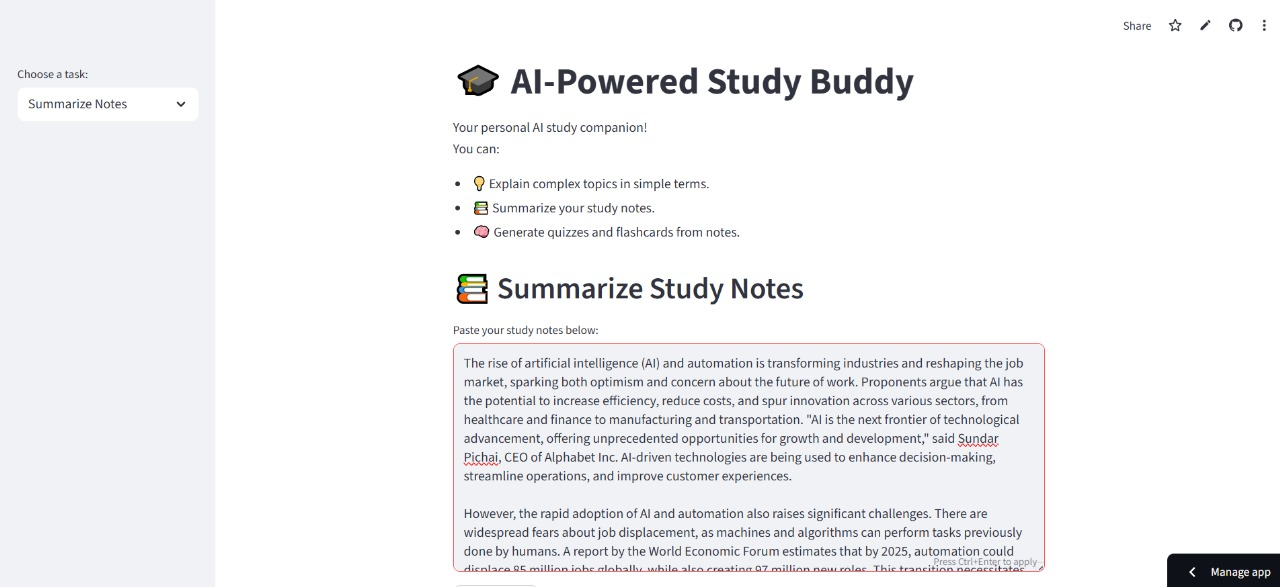 Share
Choose a task:
Summarize Notes
AI-Powered Study Buddy
Your personal AI study companion!
You can:
Explain complex topics in simple terms.
Summarize your study notes.
Generate quizzes and flashcards from notes.
Summarize Study Notes
Paste your study notes below:
The rise of artificial intelligence (AI) and automation is transforming industries and reshaping the job
market, sparking both optimism and concern about the future of work. Proponents argue that AI has
the potential to increase efficiency, reduce costs, and spur innovation across various sectors, from
healthcare and finance to manufacturing and transportation. "AI is the next frontier of technological
advancement, offering unprecedented opportunities for growth and development," said Sundar
Pichai, CEO of Alphabet Inc. AI-driven technologies are being used to enhance decision-making,
streamline operations, and improve customer experiences.
However, the rapid adoption of AI and automation also raises significant challenges. There are
widespread fears about job displacement, as machines and algorithms can perform tasks previously
done by humans. A report by the World Economic Forum estimates that by 2025, automation could
displace 85 million jobs globally, while also creating 97 million new roles. This transition necessitates
Press Ctrl+Enter to apply
Manage app